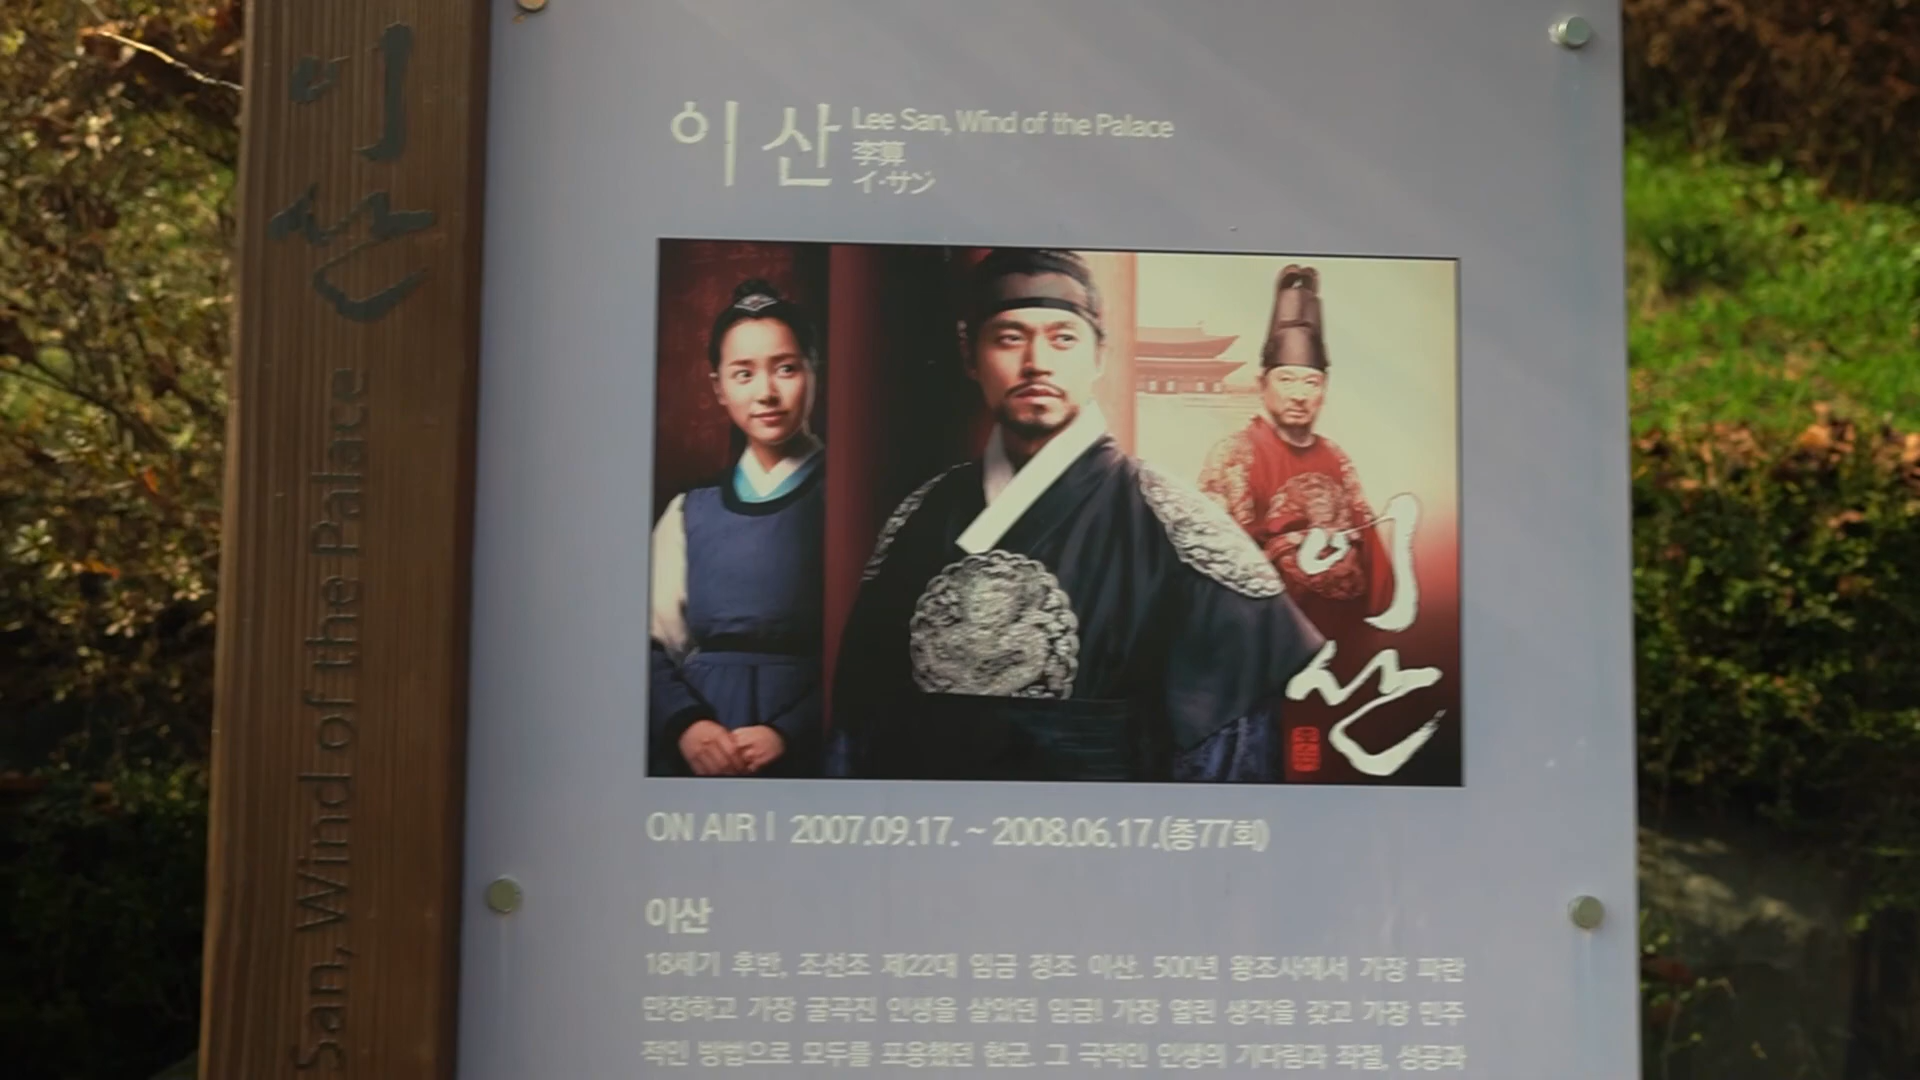 이산
San, Wind of the Palace
이산
Lee San, Wind of the Palace
李算
イ・サン
이산
ON AIR | 2007.09.17. ~ 2008.06.17.(총77회)
이산
18세기 후반, 조선조 제22대 임금 정조 이산. 500년 왕조사에서 가장 파란
만장하고 가장 굴곡진 인생을 살았던 임금! 가장 열린 생각을 갖고 가장 민주
적인 방법으로 모두를 포용했던 현군. 그 극적인 인생의 기다림과 좌절, 성공과